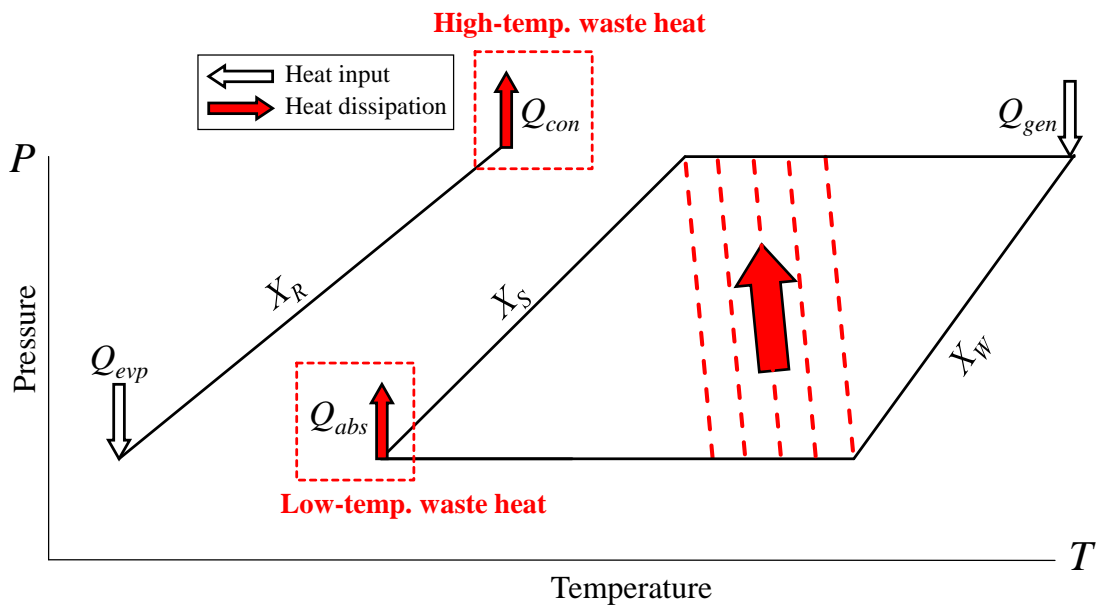 High-temp. waste heat
Heat input
Heat dissipation
Q_con
Q_gen
P
X_R
X_S
X_W
Pressure
Q_evp
Q_abs
Low-temp. waste heat
T
Temperature